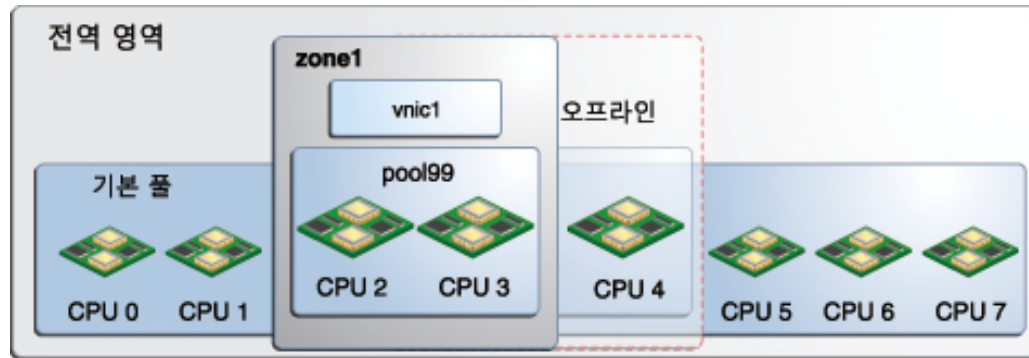 전역 영역
zone1
vnic1
오프라인
기본 풀
pool99
CPU 0
CPU 1
CPU 2
CPU 3
CPU 4
CPU 5
CPU 6
CPU 7